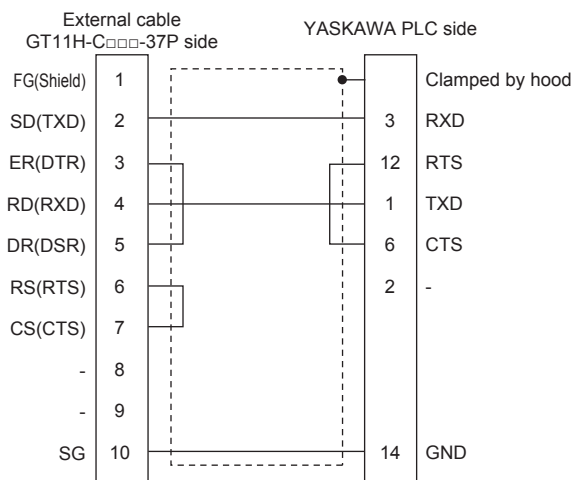 External cable
GT11H-C□□□-37P side
YASKAWA PLC side
FG(Shield) 1 Clamped by hood
SD(TXD) 2 3 RXD
ER(DTR) 3 12 RTS
RD(RXD) 4 1 TXD
DR(DSR) 5 6 CTS
RS(RTS) 6 2 -
CS(CTS) 7
- 8
- 9
SG 10 14 GND